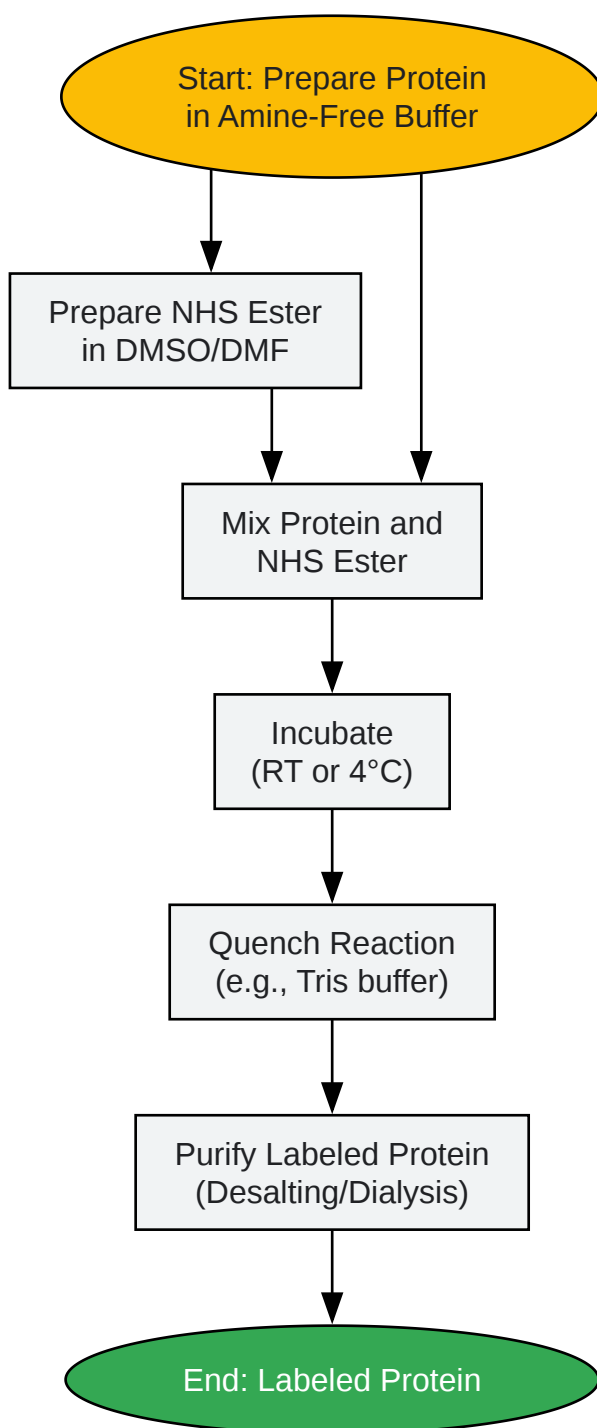 Start: Prepare Protein
in Amine-Free Buffer
Prepare NHS Ester
in DMSO/DMF
Mix Protein and
NHS Ester
Incubate
(RT or 4°C)
Quench Reaction
(e.g., Tris buffer)
Purify Labeled Protein
(Desalting/Dialysis)
End: Labeled Protein